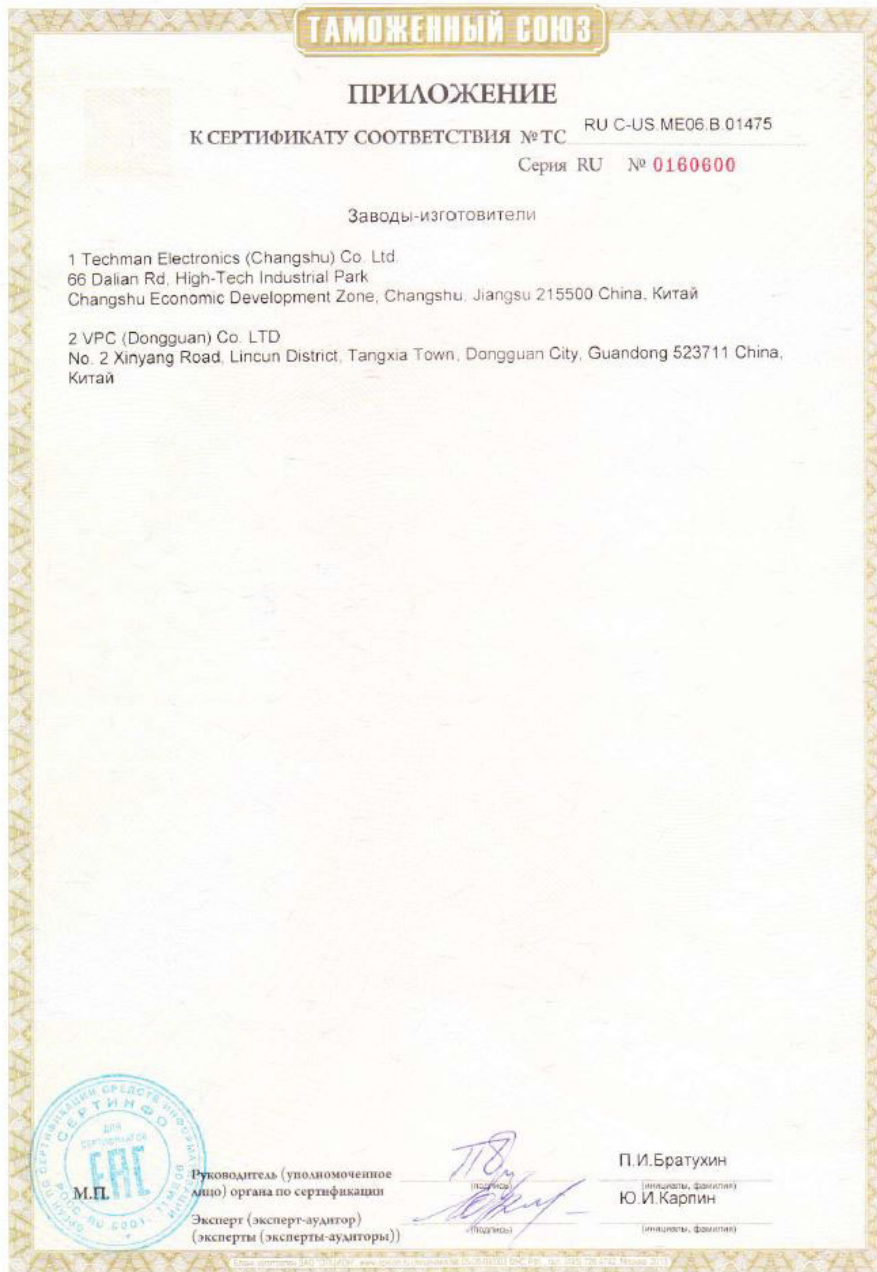 ТАМОЖЕННЫЙ СОЮЗ
ПРИЛОЖЕНИЕ
К СЕРТИФИКАТУ СООТВЕТСТВИЯ № ТС RU C-US.ME06.B.01475
Серия RU № 0160600
Заводы-изготовители
1 Techman Electronics (Changshu) Co. Ltd.
66 Dalian Rd, High-Tech Industrial Park
Changshu Economic Development Zone, Changshu, Jiangsu 215500 China, Китай
2 VPC (Dongguan) Co. LTD
No. 2 Xinyang Road, Lincun District, Tangxia Town, Dongguan City, Guandong 523711 China,
Китай
СЕРТИНФО
ДЛЯ
СЕРТИФИКАТОВ
ЕАС
М.П.
Руководитель (уполномоченное
лицо) органа по сертификации
(подпись)
П.И.Братухин
(инициалы, фамилия)
Эксперт (эксперт-аудитор)
(эксперты (эксперты-аудиторы))
(подпись)
Ю.И.Карпин
(инициалы, фамилия)